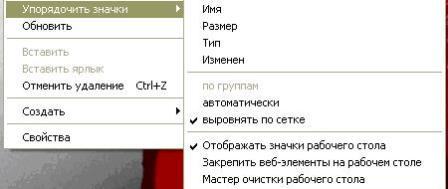 Упорядочить значки
Обновить
Вставить
Вставить ярлык
Отменить удаление Ctrl+Z
Создать
Свойства
Имя
Размер
Тип
Изменен
по группам
автоматически
выровнять по сетке
Отображать значки рабочего стола
Закрепить веб-элементы на рабочем столе
Мастер очистки рабочего стола